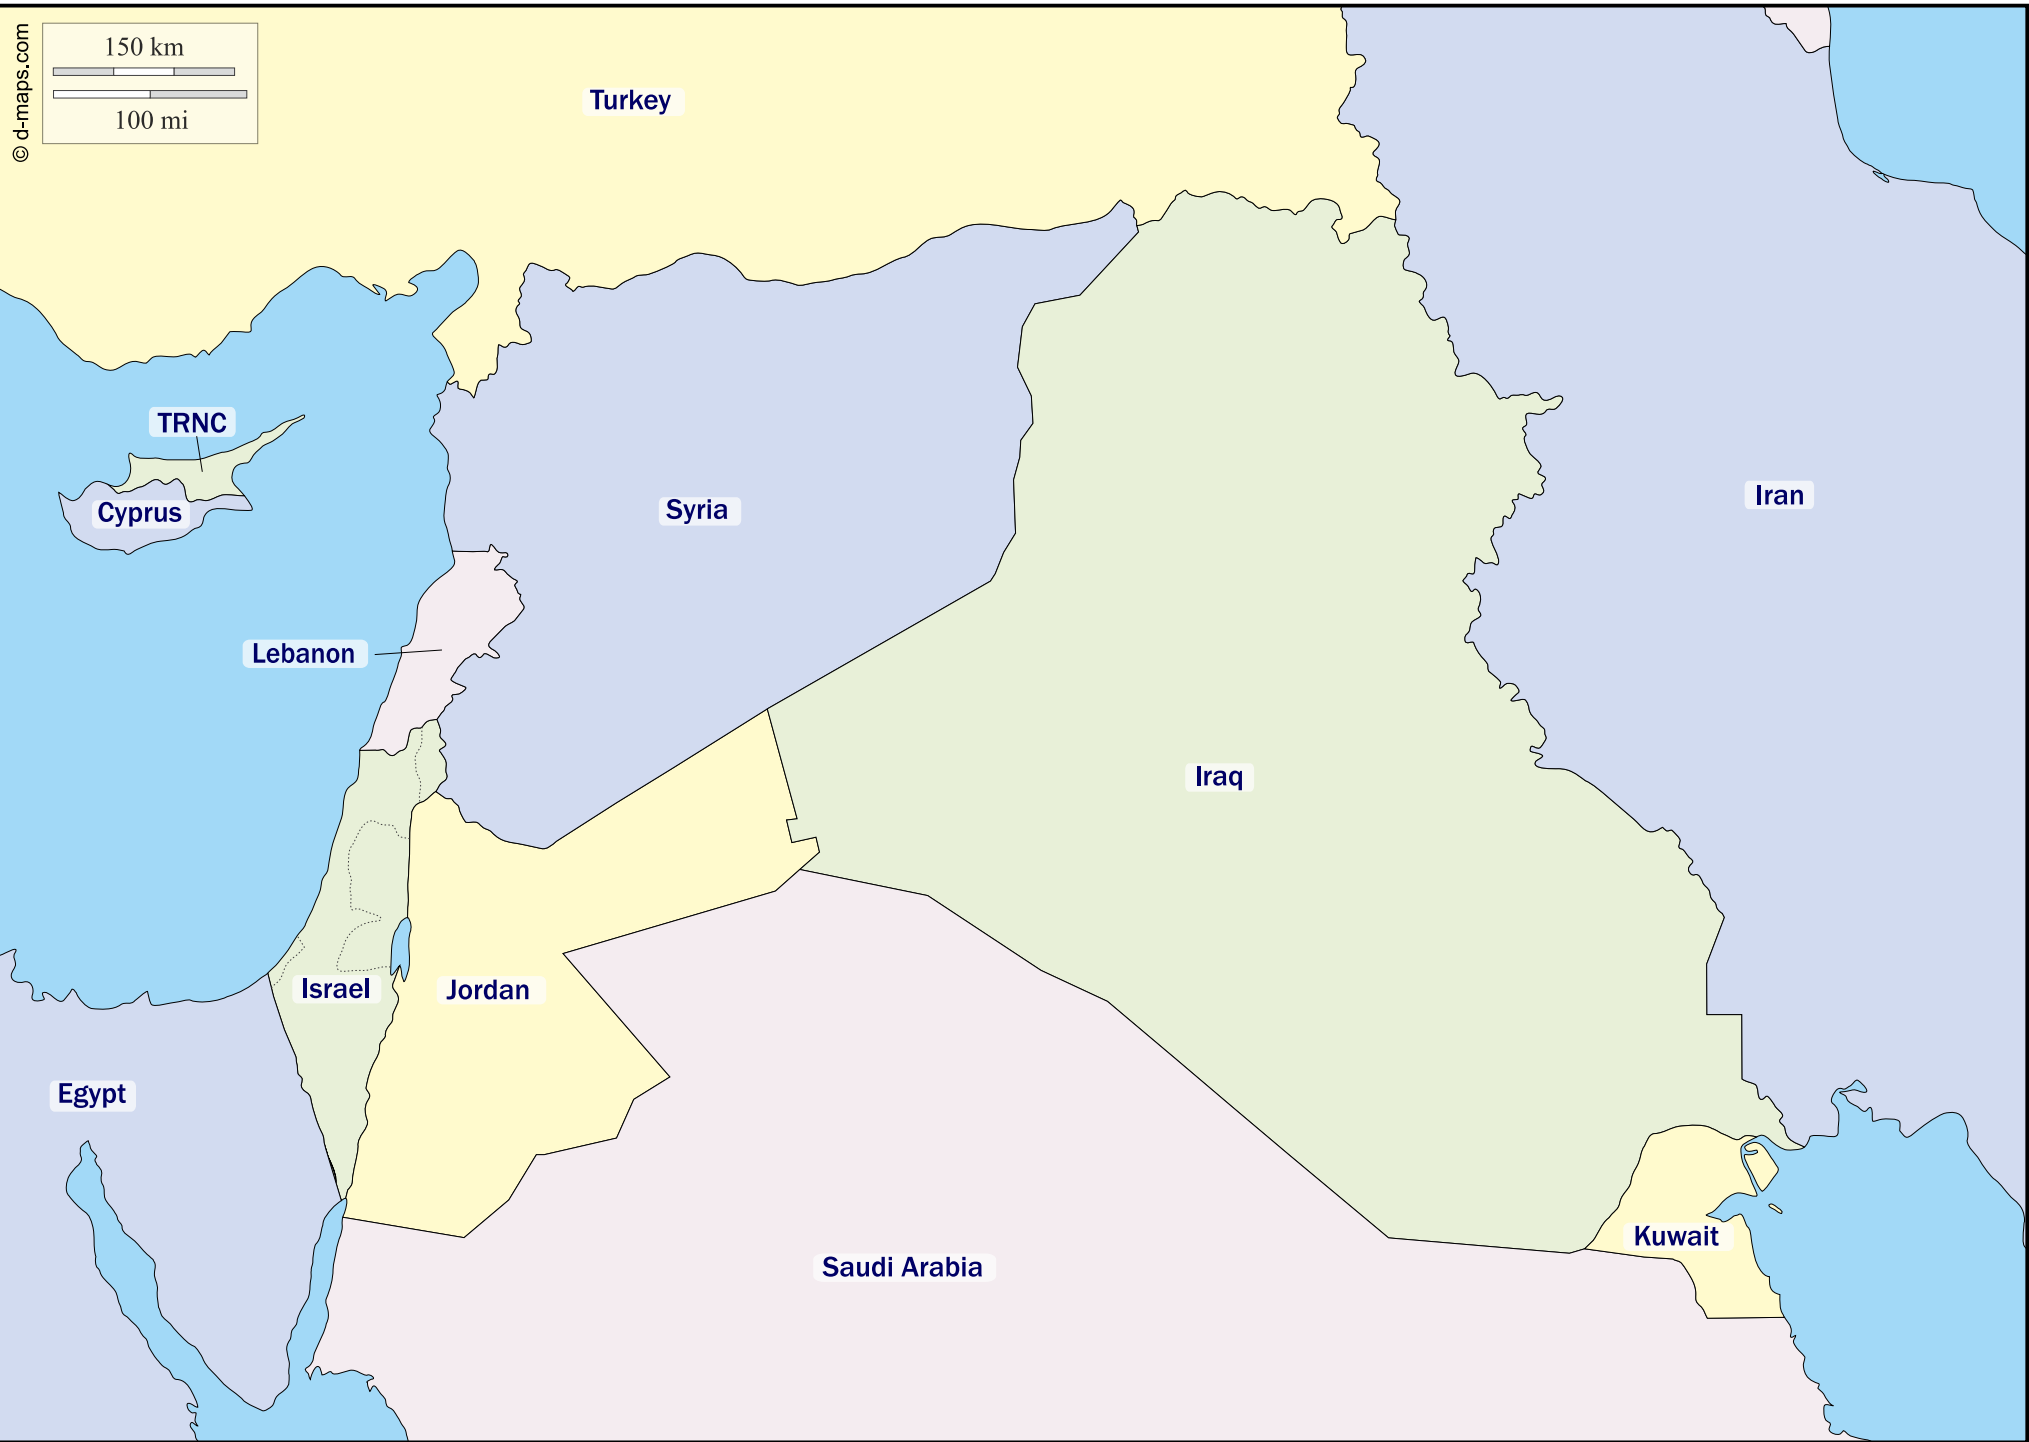 © d-maps.com
150 km
100 mi
Turkey
TRNC
Cyprus
Syria
Iran
Lebanon
Iraq
Israel
Jordan
Egypt
Kuwait
Saudi Arabia